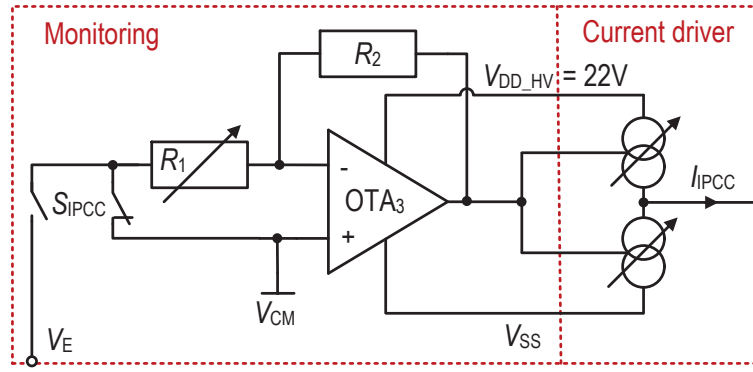 Monitoring
Current driver
R2
VDD_HV = 22V
R1
-
SIPCC
OTA3
IIPCC
+
VCM
VE
VSS